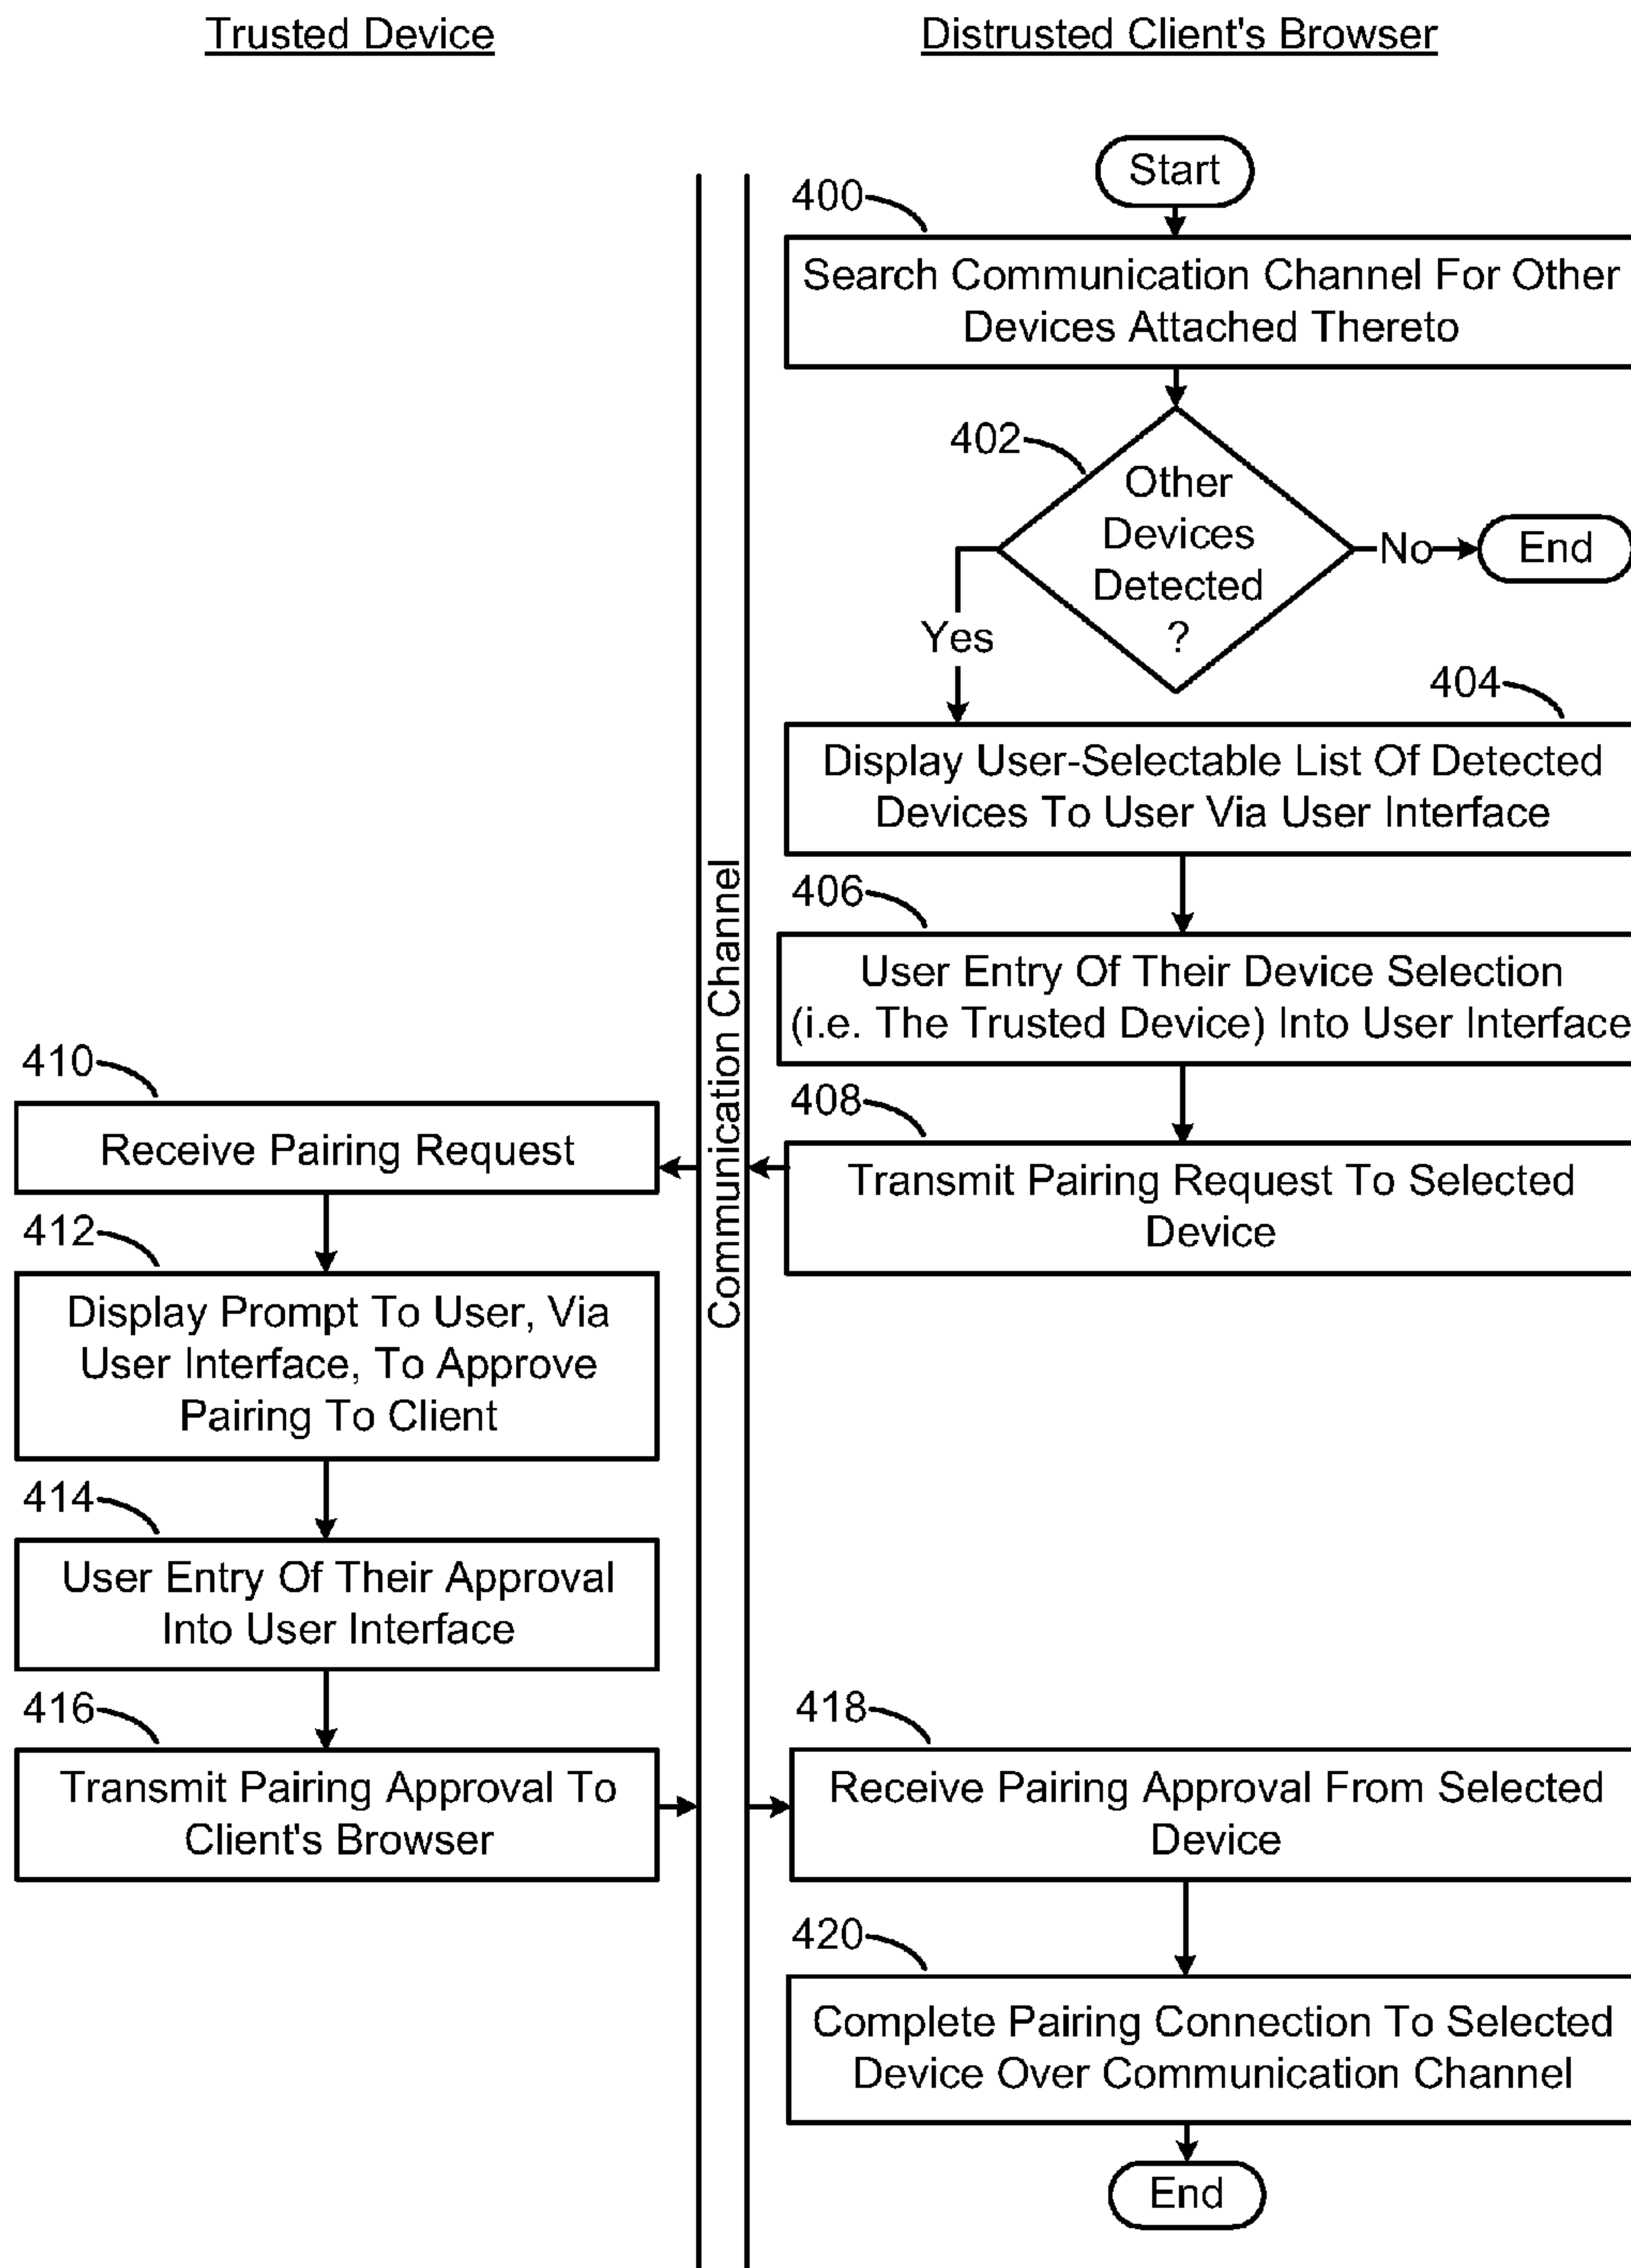 Trusted Device
Distrusted Client's Browser
Start
400
Search Communication Channel For Other
Devices Attached Thereto
402
Other
Devices
Detected
?
No
End
Yes
404
Display User-Selectable List Of Detected
Devices To User Via User Interface
406
User Entry Of Their Device Selection
(i.e. The Trusted Device) Into User Interface
408
Transmit Pairing Request To Selected
Device
Communication Channel
410
Receive Pairing Request
412
Display Prompt To User, Via
User Interface, To Approve
Pairing To Client
414
User Entry Of Their Approval
Into User Interface
416
Transmit Pairing Approval To
Client's Browser
418
Receive Pairing Approval From Selected
Device
420
Complete Pairing Connection To Selected
Device Over Communication Channel
End